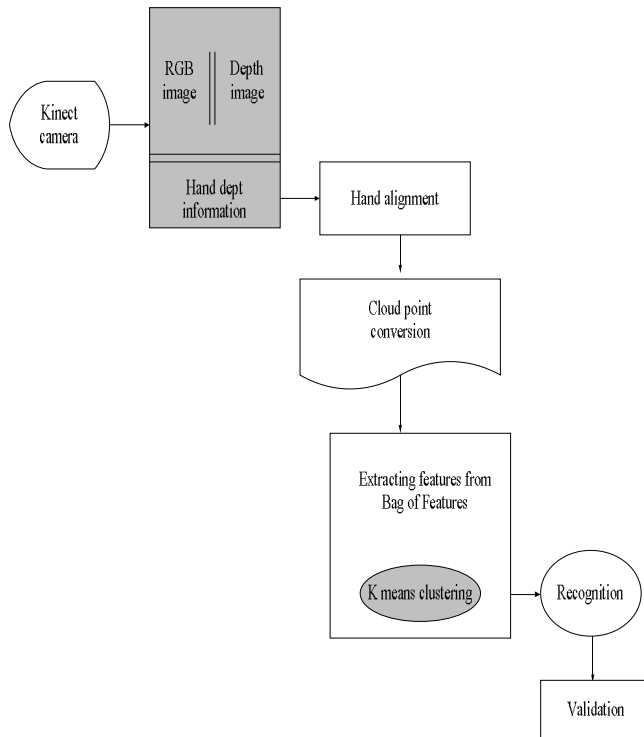 RGB
image
Depth
image
Kinect
camera
Hand dept
information
Hand alignment
Cloud point
conversion
Extracting features from
Bag of Features
K means clustering
Recognition
Validation